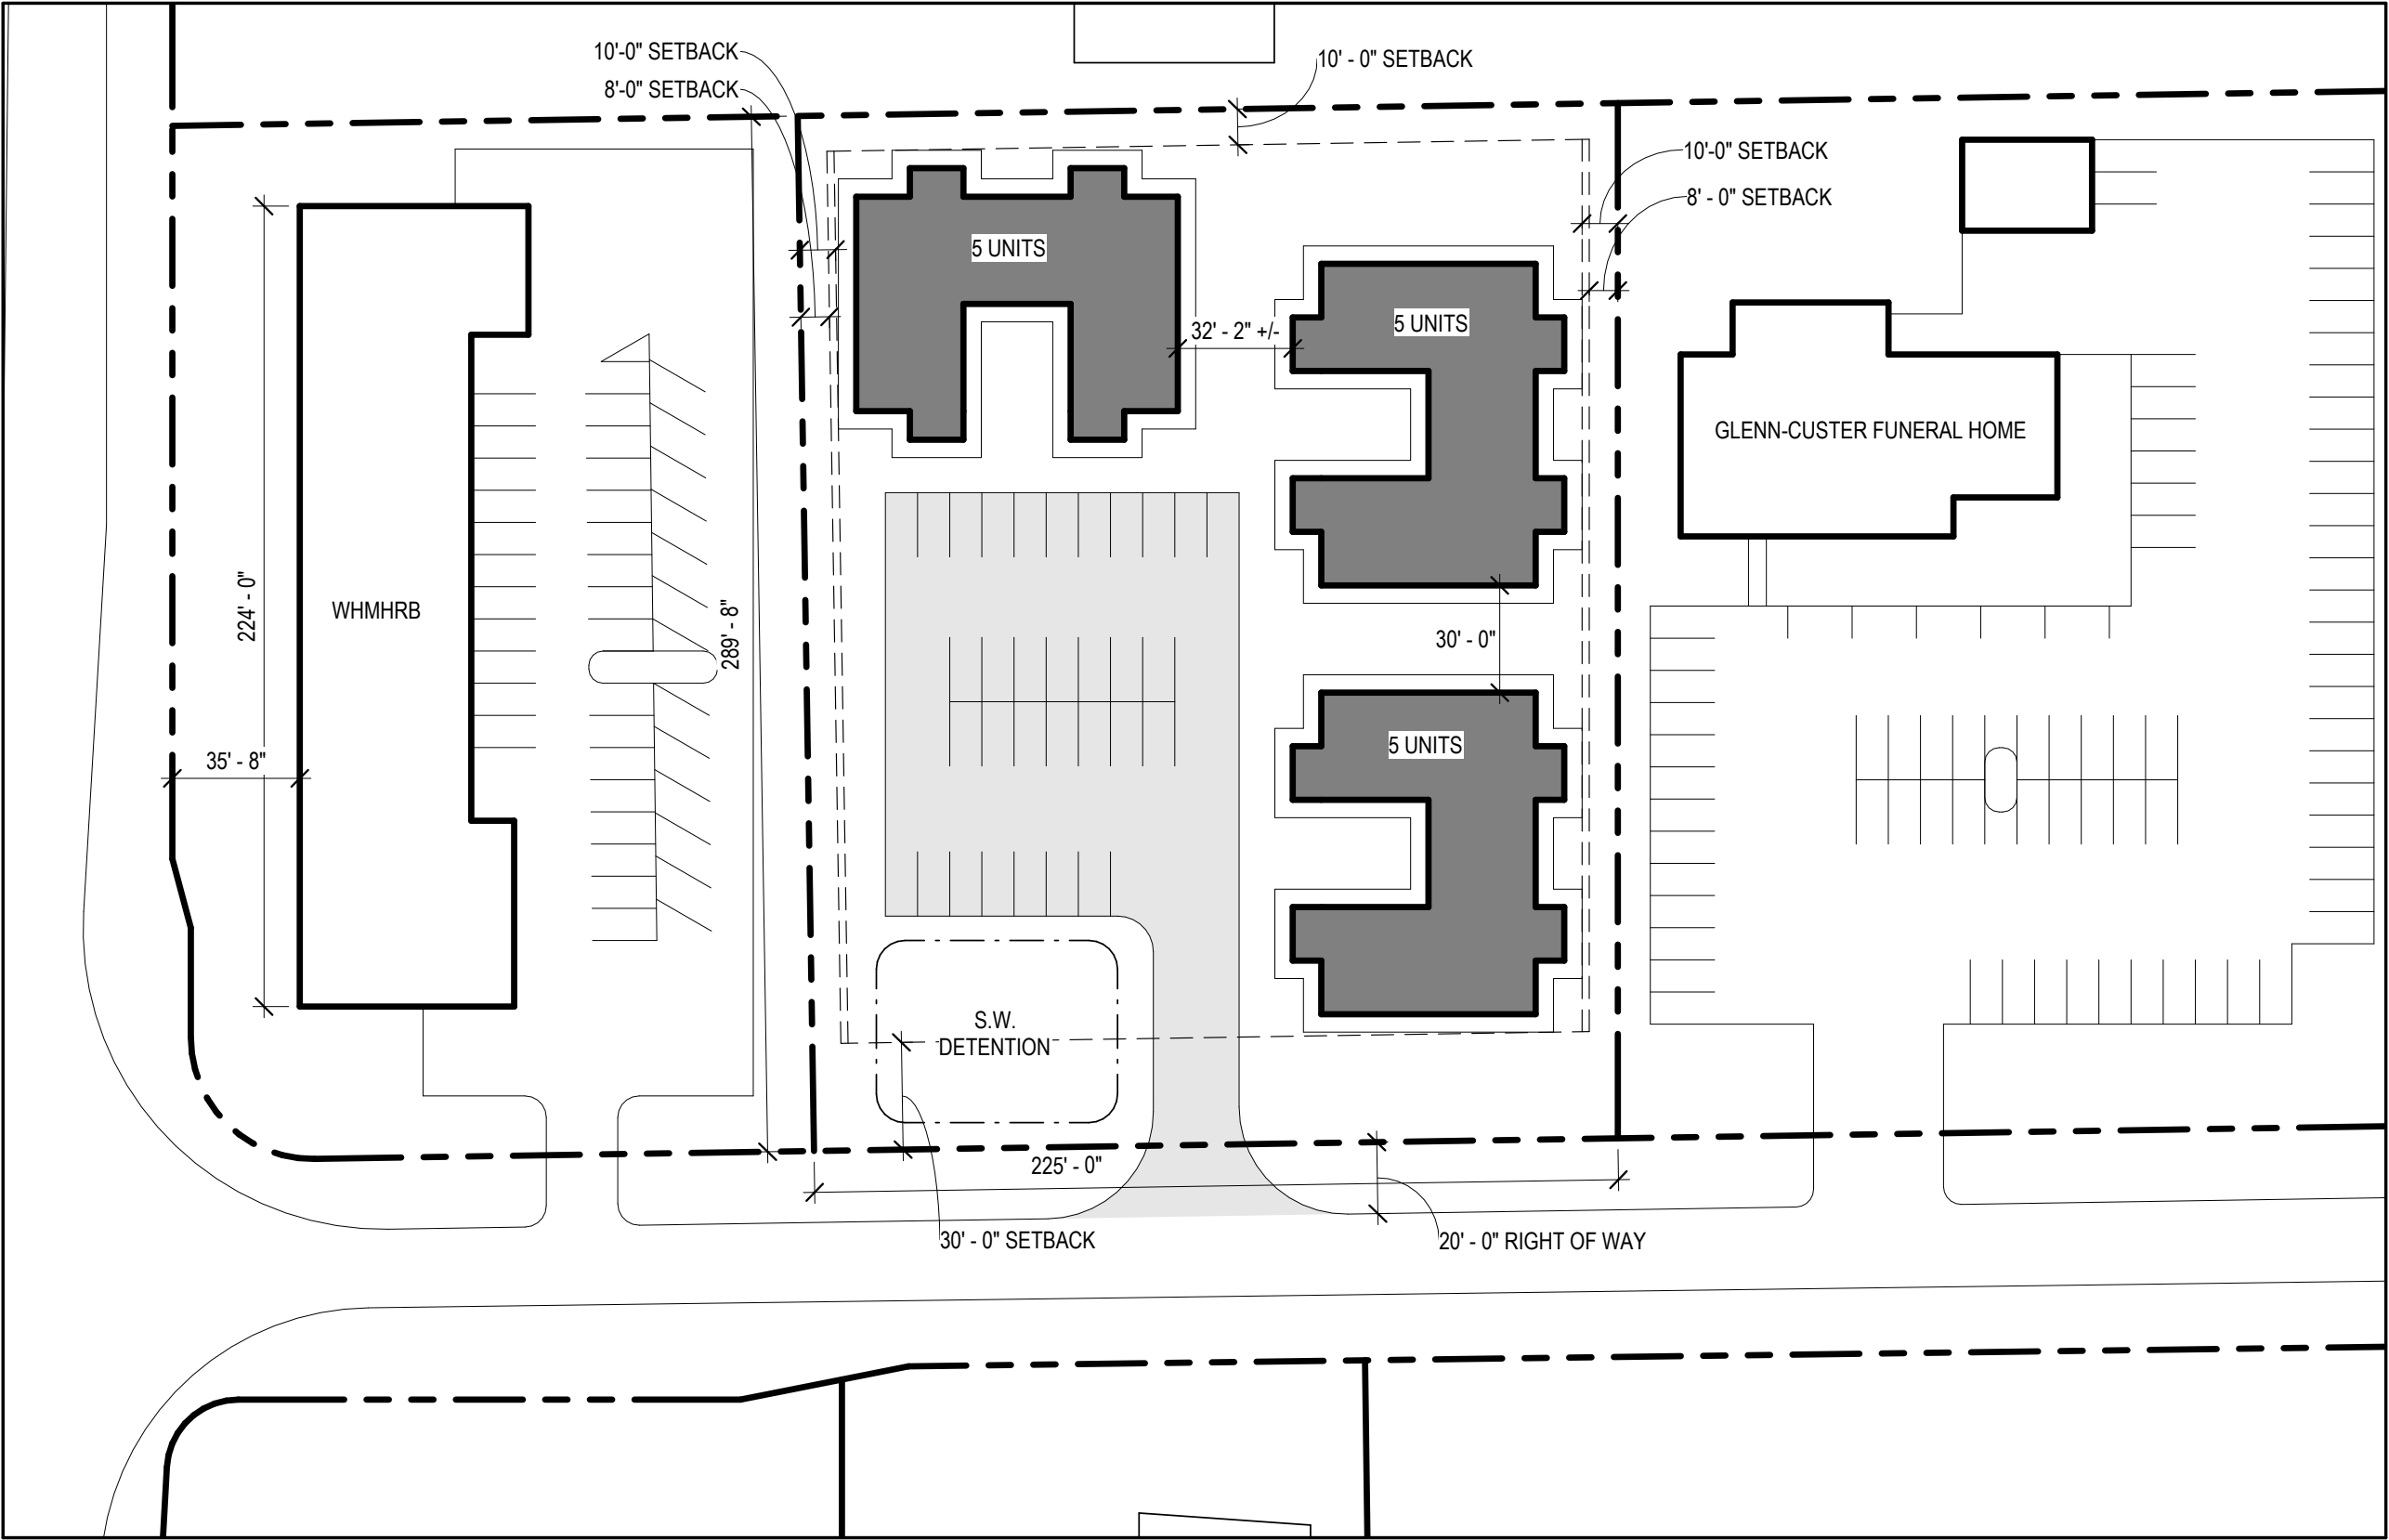 10'-0" SETBACK
8'-0" SETBACK
10' - 0" SETBACK
10'-0" SETBACK
8' - 0" SETBACK
5 UNITS
5 UNITS
32' - 2" +/-
GLENN-CUSTER FUNERAL HOME
224' - 0"
WHMHRB
289' - 8"
30' - 0"
35' - 8"
5 UNITS
S.W.
DETENTION
225' - 0"
30' - 0" SETBACK
20' - 0" RIGHT OF WAY